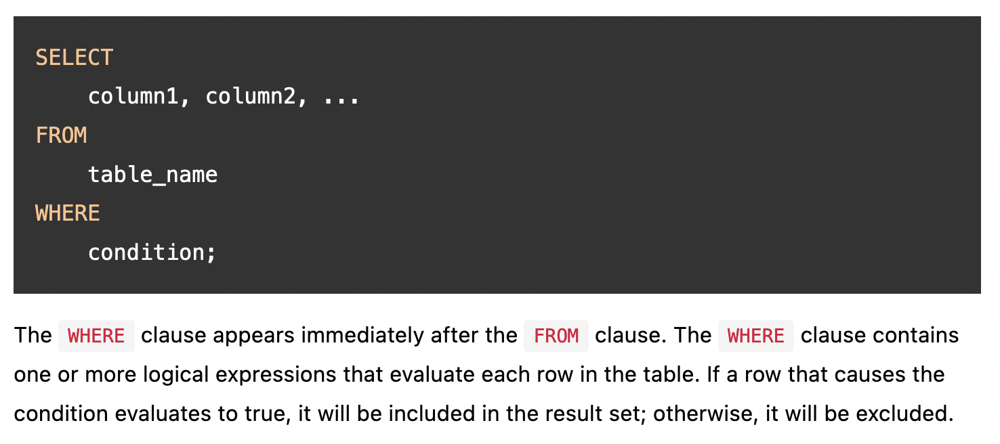 SELECT
    column1, column2, ...
FROM
    table_name
WHERE
    condition;
The WHERE clause appears immediately after the FROM clause. The WHERE clause contains
one or more logical expressions that evaluate each row in the table. If a row that causes the
condition evaluates to true, it will be included in the result set; otherwise, it will be excluded.